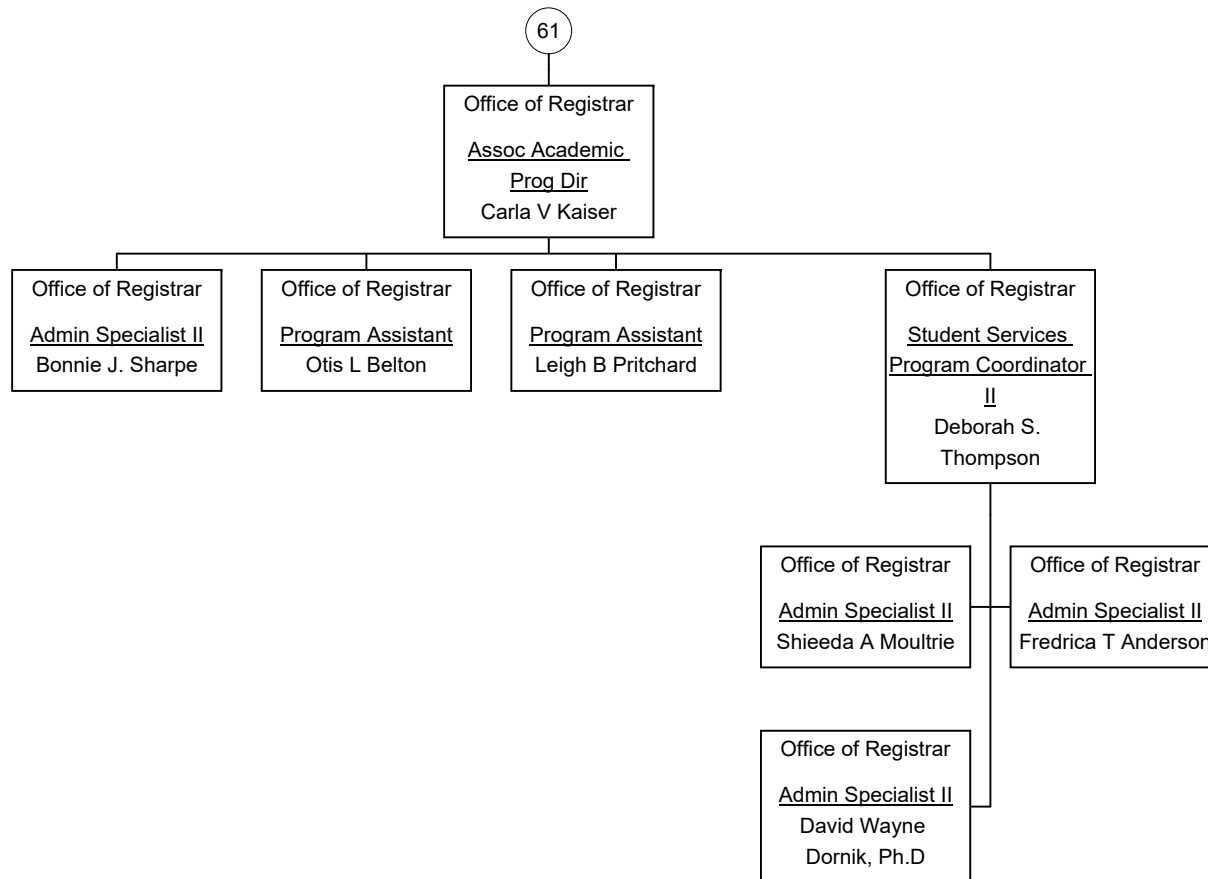 61
Office of Registrar
Assoc Academic
Prog Dir
Carla V Kaiser
Office of Registrar
Admin Specialist II
Bonnie J. Sharpe
Office of Registrar
Program Assistant
Otis L Belton
Office of Registrar
Program Assistant
Leigh B Pritchard
Office of Registrar
Student Services
Program Coordinator
II
Deborah S.
Thompson
Office of Registrar
Admin Specialist II
Shieeda A Moultrie
Office of Registrar
Admin Specialist II
Fredrica T Anderson
Office of Registrar
Admin Specialist II
David Wayne
Dornik, Ph.D